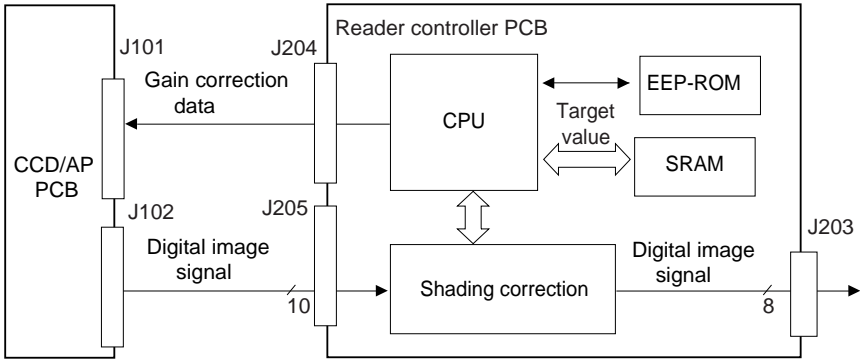 Reader controller PCB
J101
J204
Gain correction
data
CPU
EEP-ROM
Target
value
SRAM
CCD/AP
PCB
J102
J205
J203
Digital image
signal
10
Shading correction
Digital image
signal
8